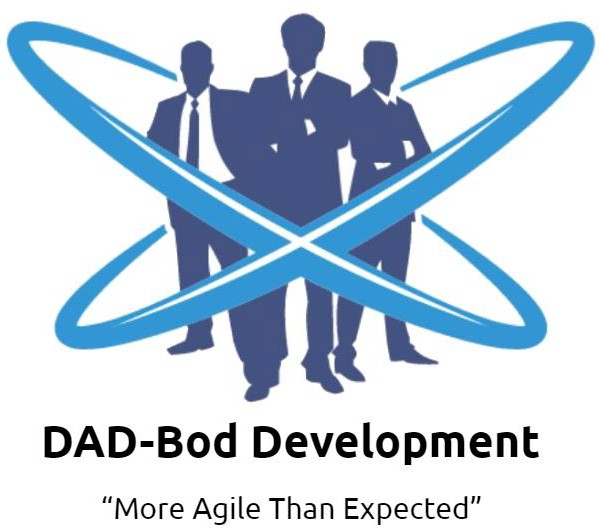 DAD-Bod Development
“More Agile Than Expected”